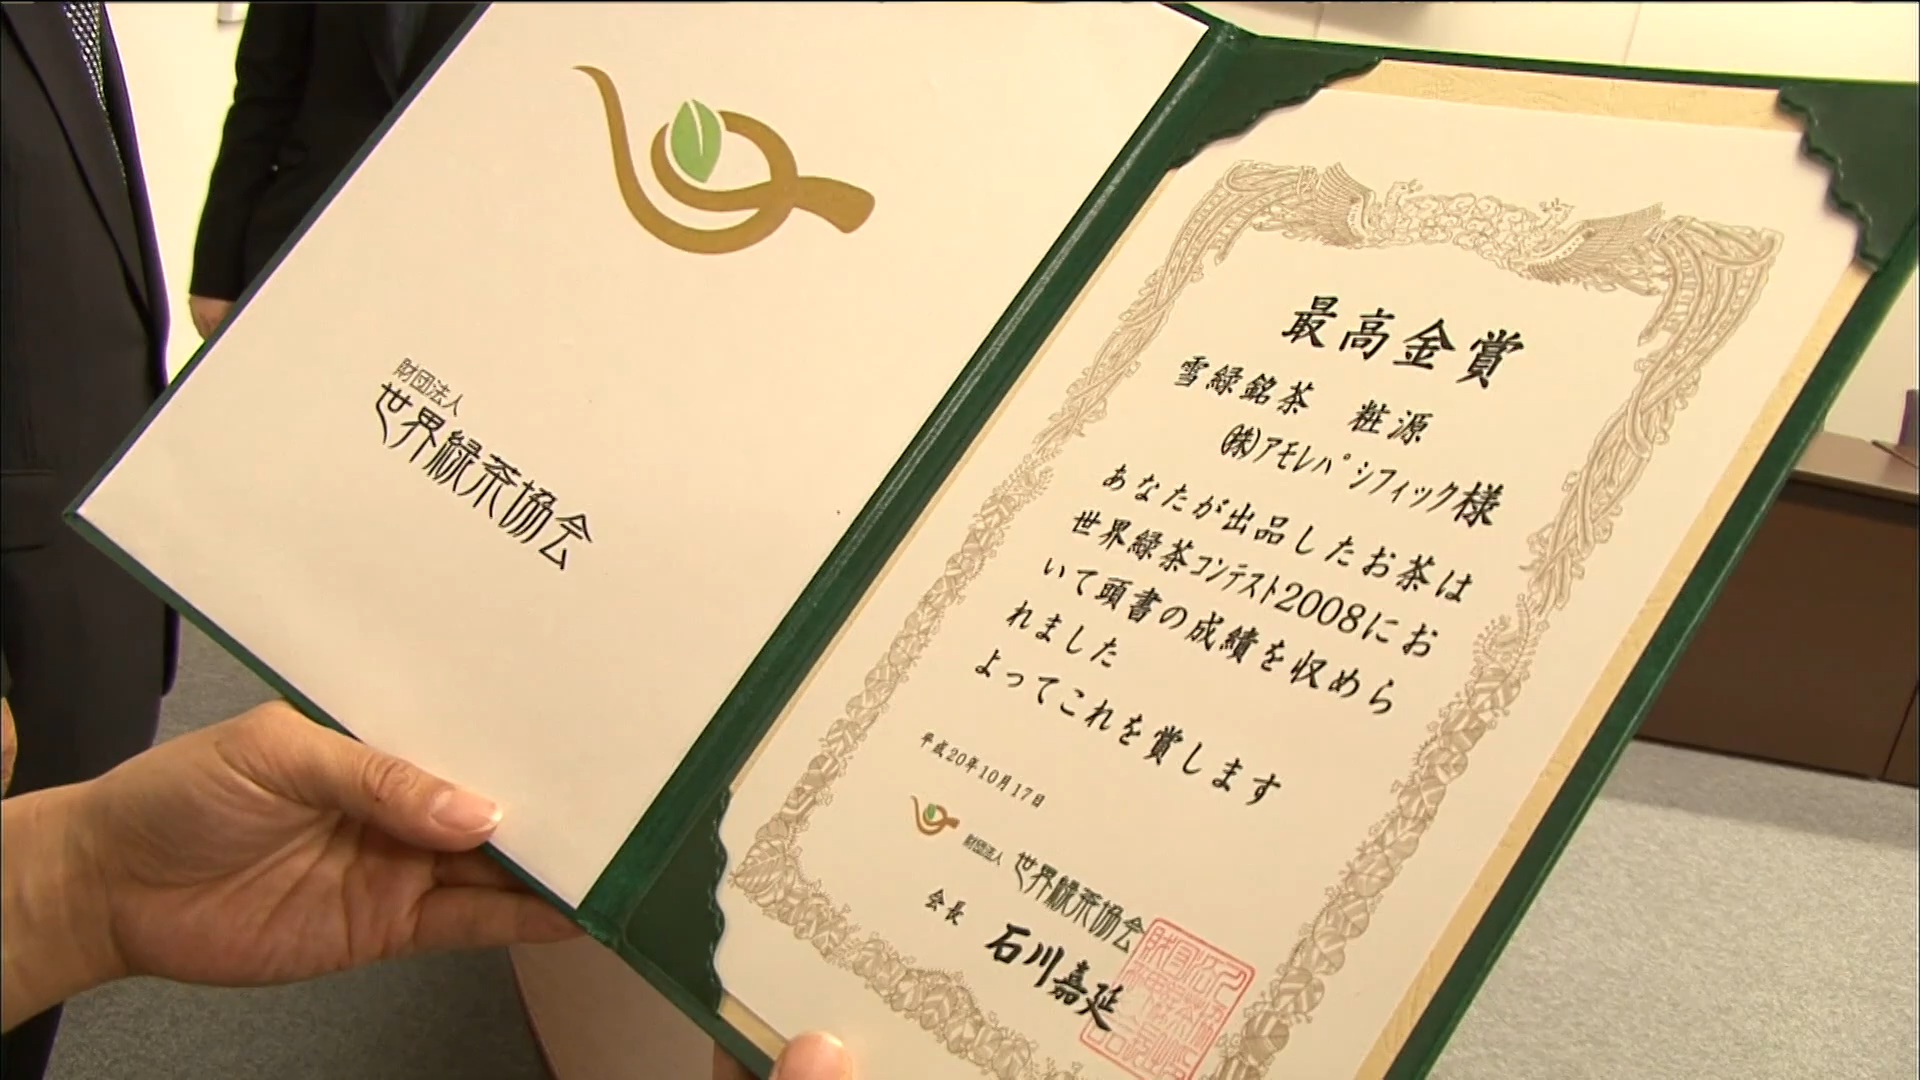 財団法人
世界緑茶協会
最高金賞
雪緑銘茶 粧源
㈱アモレパシフィック様
あなたが出品したお茶は
世界緑茶コンテスト2008にお
いて頭書の成績を収めら
れました
よってこれを賞します
平成20年10月17日
財団法人 世界緑茶協会
会長 石川嘉延